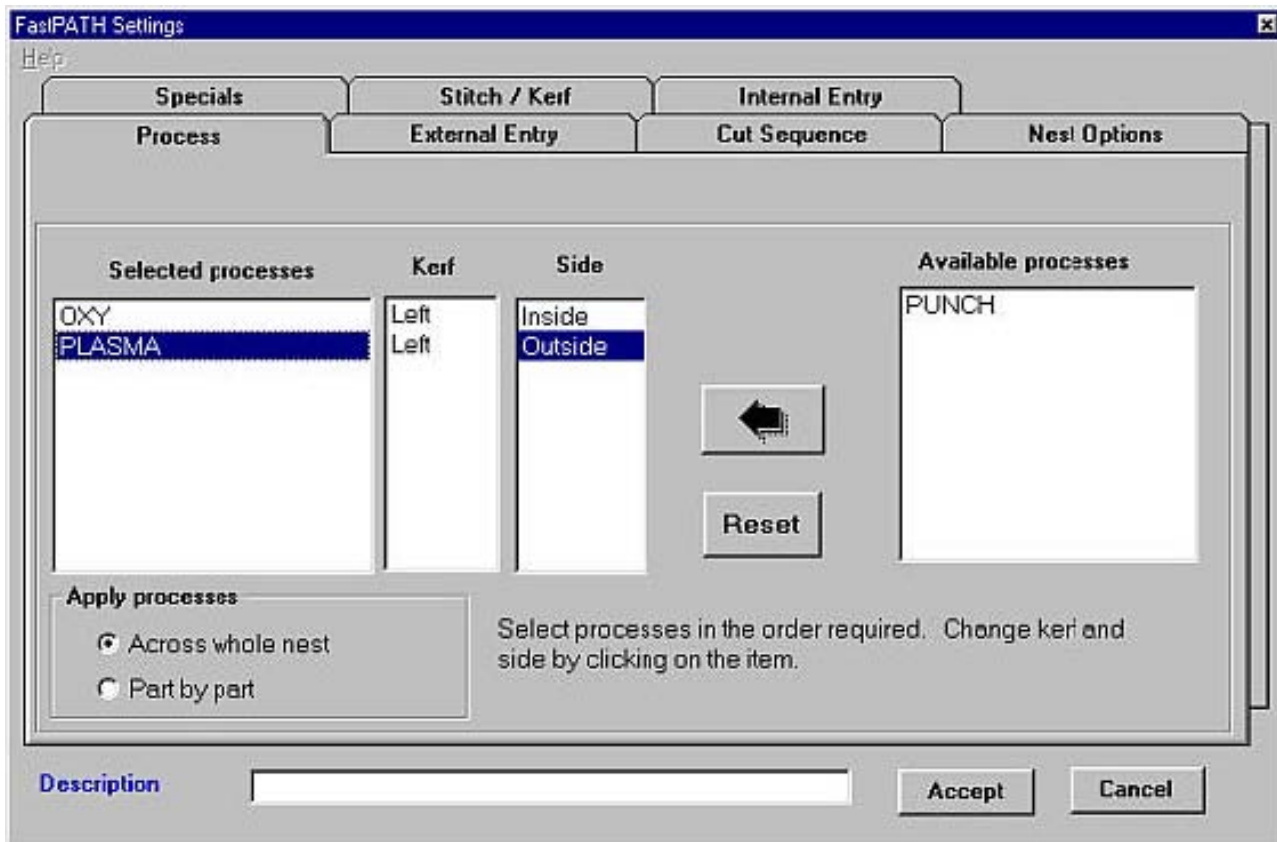 FastPATH Settings
Help
Specials
Stitch / Kerf
Internal Entry
Process
External Entry
Cut Sequence
Nest Options
Selected processes
Kerf
Side
Available processes
OXY
Left
Inside
PUNCH
PLASMA
Left
Outside
Reset
Apply processes
Across whole nest
Part by part
Select processes in the order required. Change kerf and
side by clicking on the item.
Description
Accept
Cancel